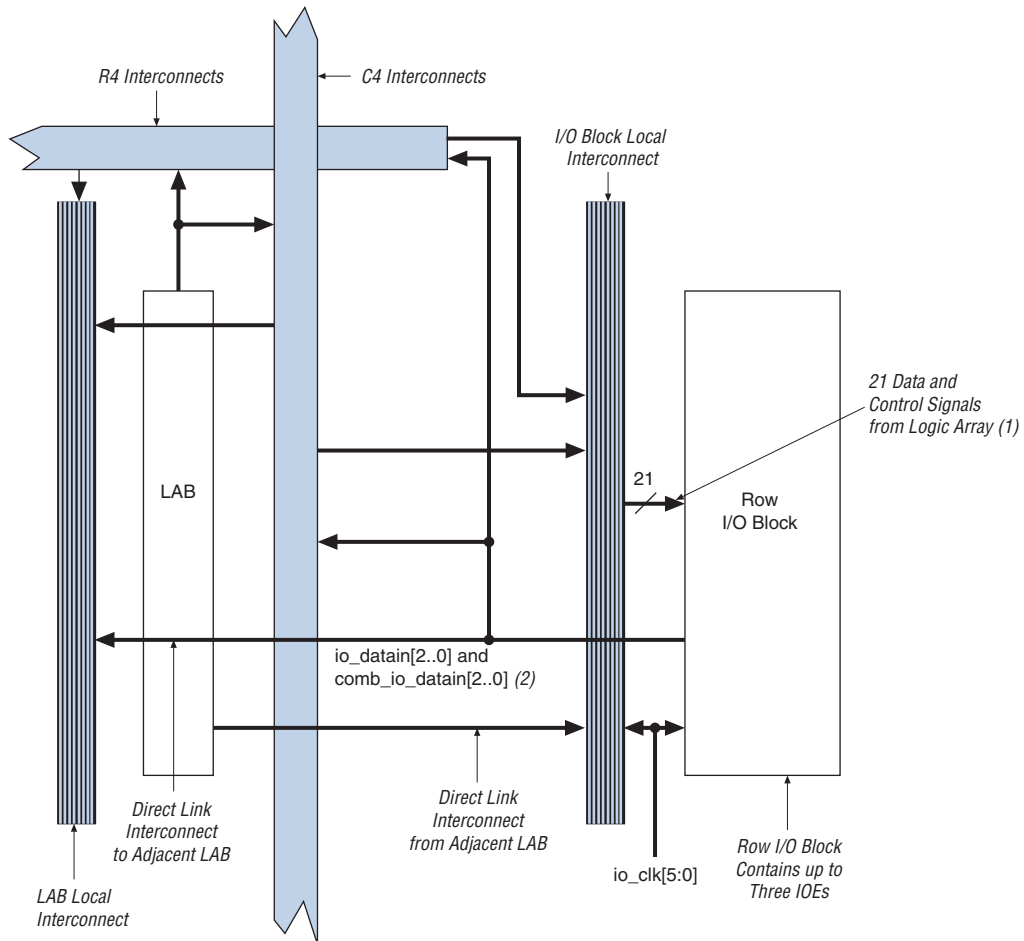 R4 Interconnects
C4 Interconnects
I/O Block Local
Interconnect
21 Data and
Control Signals
from Logic Array (1)
21
LAB
Row
I/O Block
io_datain[2..0] and
comb_io_datain[2..0] (2)
Direct Link
Interconnect
to Adjacent LAB
Direct Link
Interconnect
from Adjacent LAB
io_clk[5:0]
Row I/O Block
Contains up to
Three IOEs
LAB Local
Interconnect